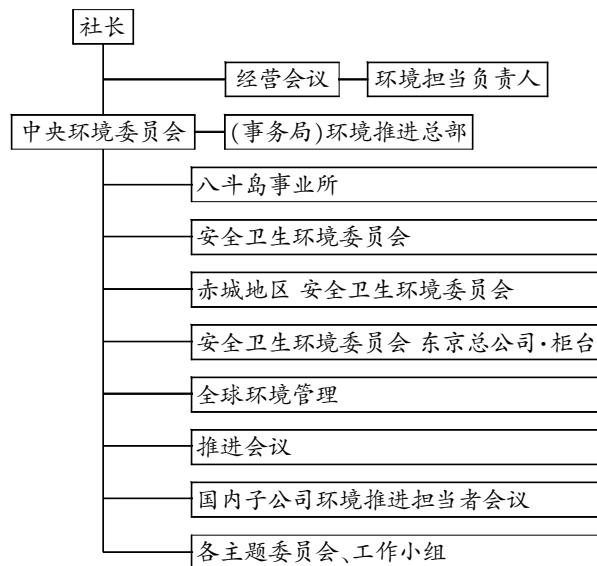 社长
经营会议 环境担当负责人
中央环境委员会 (事务局)环境推进总部
八斗岛事业所
安全卫生环境委员会
赤城地区 安全卫生环境委员会
安全卫生环境委员会 东京总公司·柜台
全球环境管理
推进会议
国内子公司环境推进担当者会议
各主题委员会、工作小组